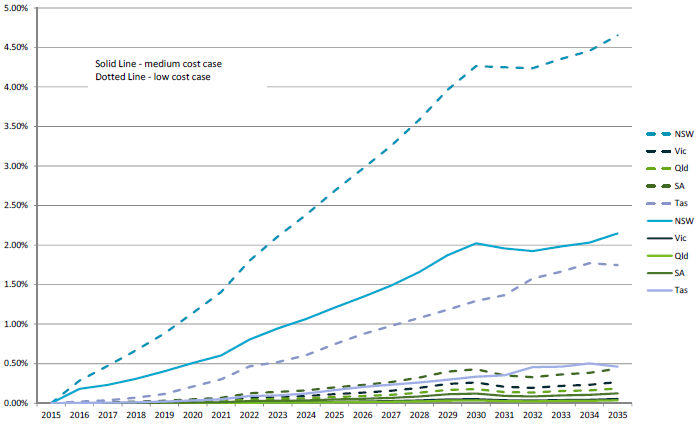 5.00%
4.50%
4.00%
3.50%
3.00%
2.50%
2.00%
1.50%
1.00%
0.50%
0.00%
Solid Line - medium cost case
Dotted Line - low cost case
2015 2016 2017 2018 2019 2020 2021 2022 2023 2024 2025 2026 2027 2028 2029 2030 2031 2032 2033 2034 2035
NSW
Vic
Qld
SA
Tas
NSW
Vic
Qld
SA
Tas